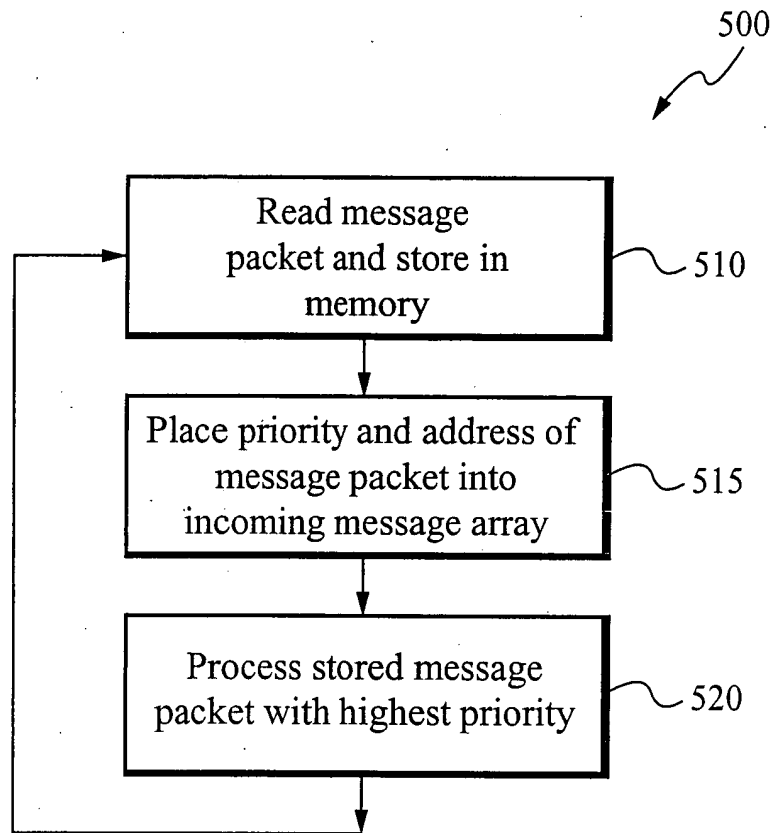 500
Read message
packet and store in
memory
510
Place priority and address of
message packet into
incoming message array
515
Process stored message
packet with highest priority
520